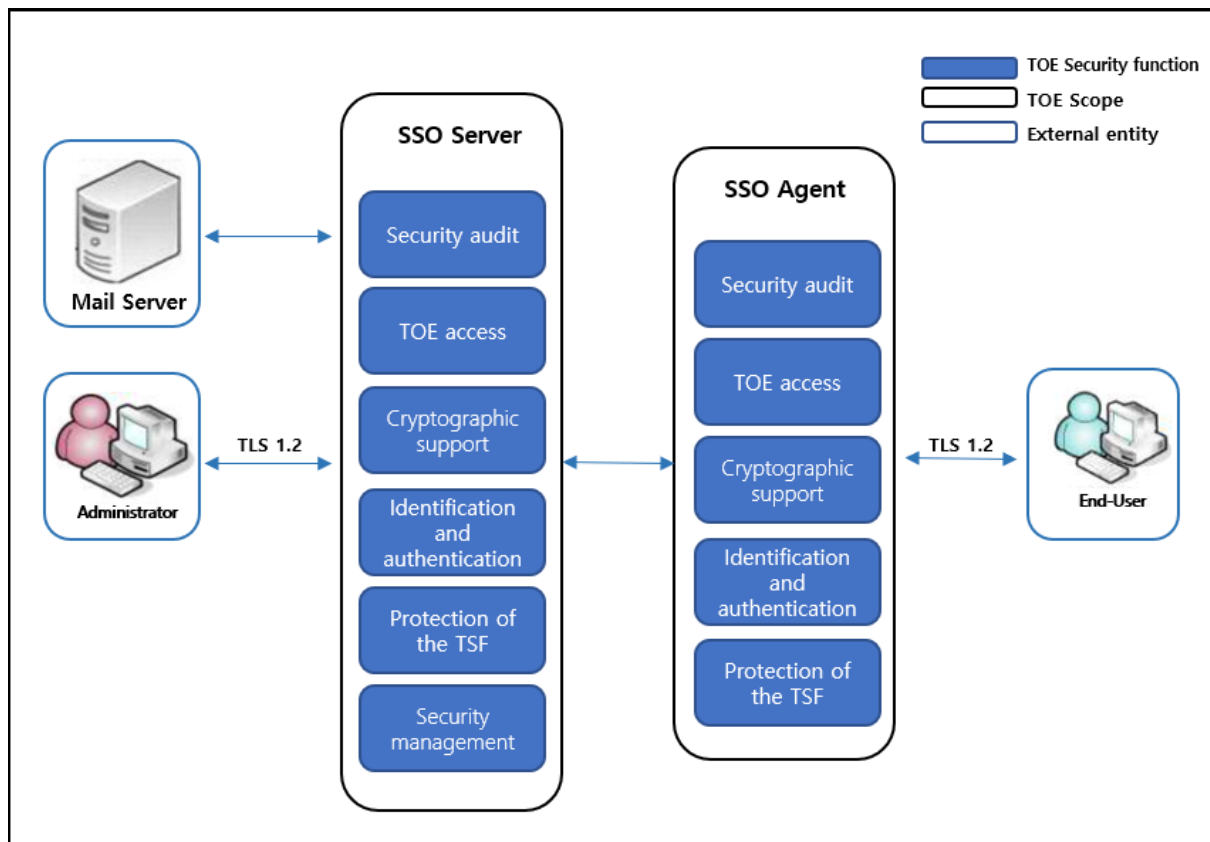 TOE Security function
TOE Scope
External entity
Mail Server
Administrator
TLS 1.2
SSO Server
Security audit
TOE access
Cryptographic
support
Identification
and
authentication
Protection of
the TSF
Security
management
SSO Agent
Security audit
TOE access
Cryptographic
support
Identification
and
authentication
Protection of
the TSF
TLS 1.2
End-User